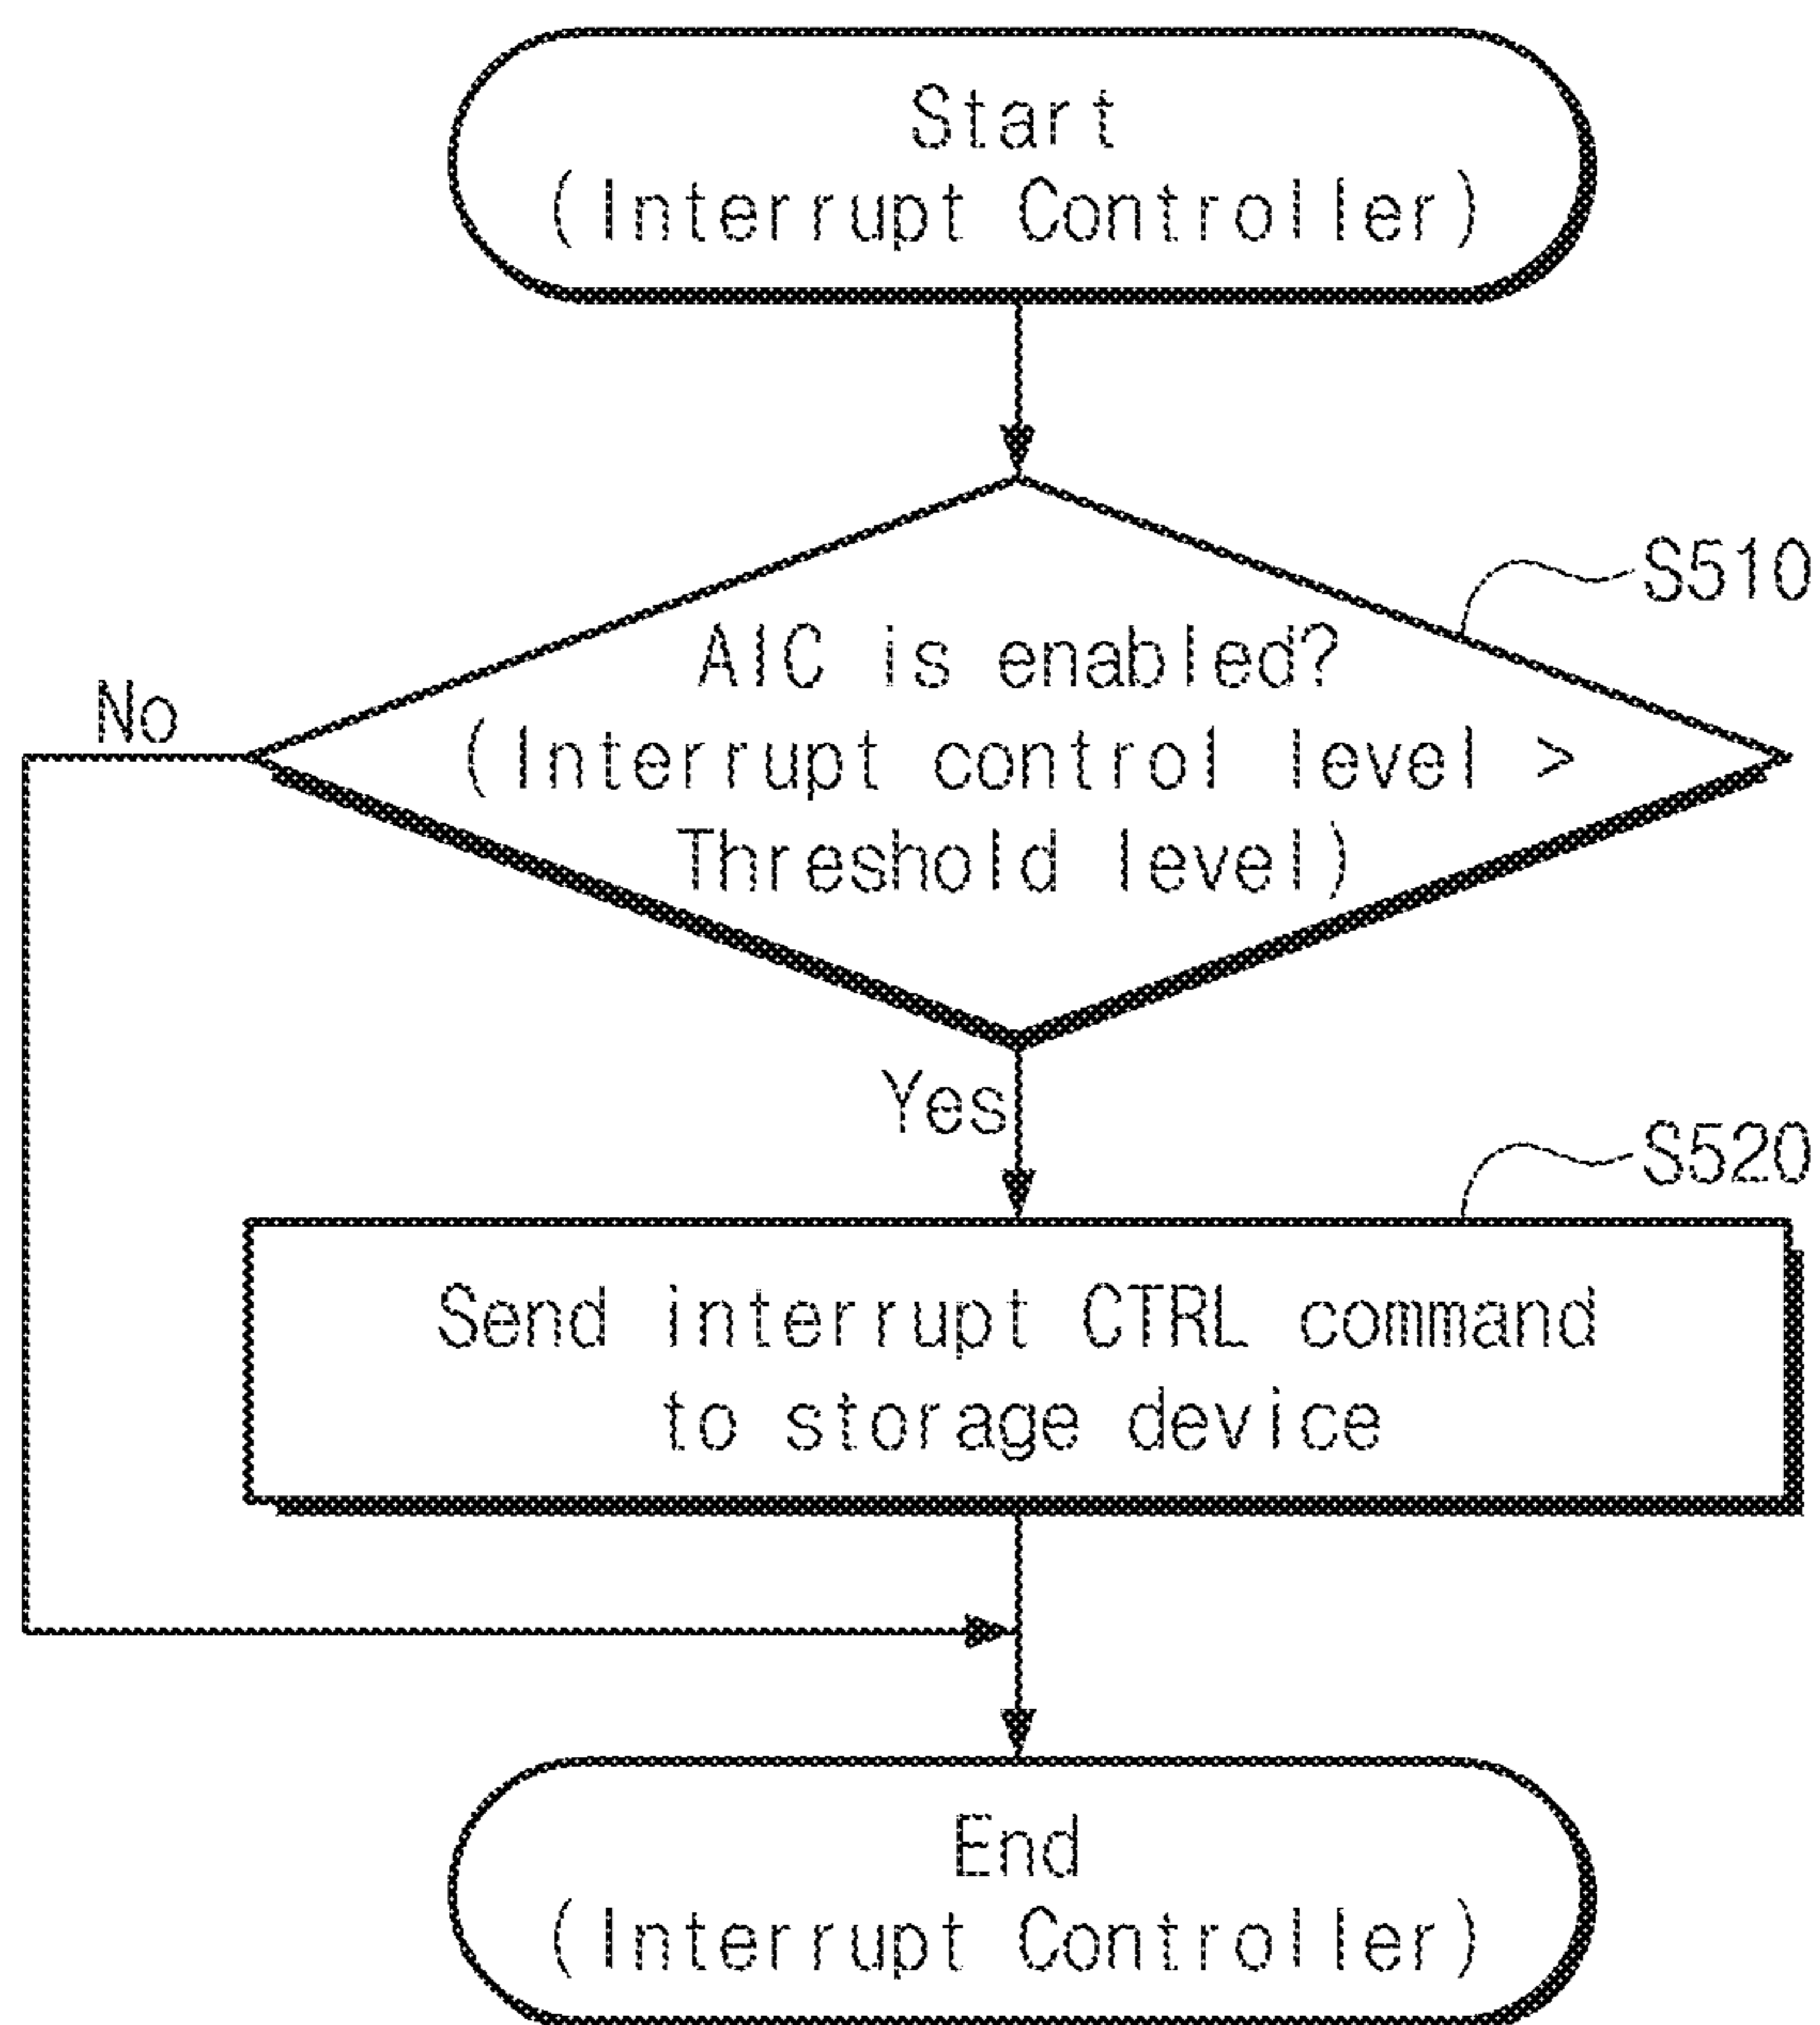 Start
(Interrupt Controller)
S510
AIC is enabled?
(Interrupt control level >
Threshold level)
No
Yes
S520
Send interrupt CTRL command
to storage device
End
(Interrupt Controller)